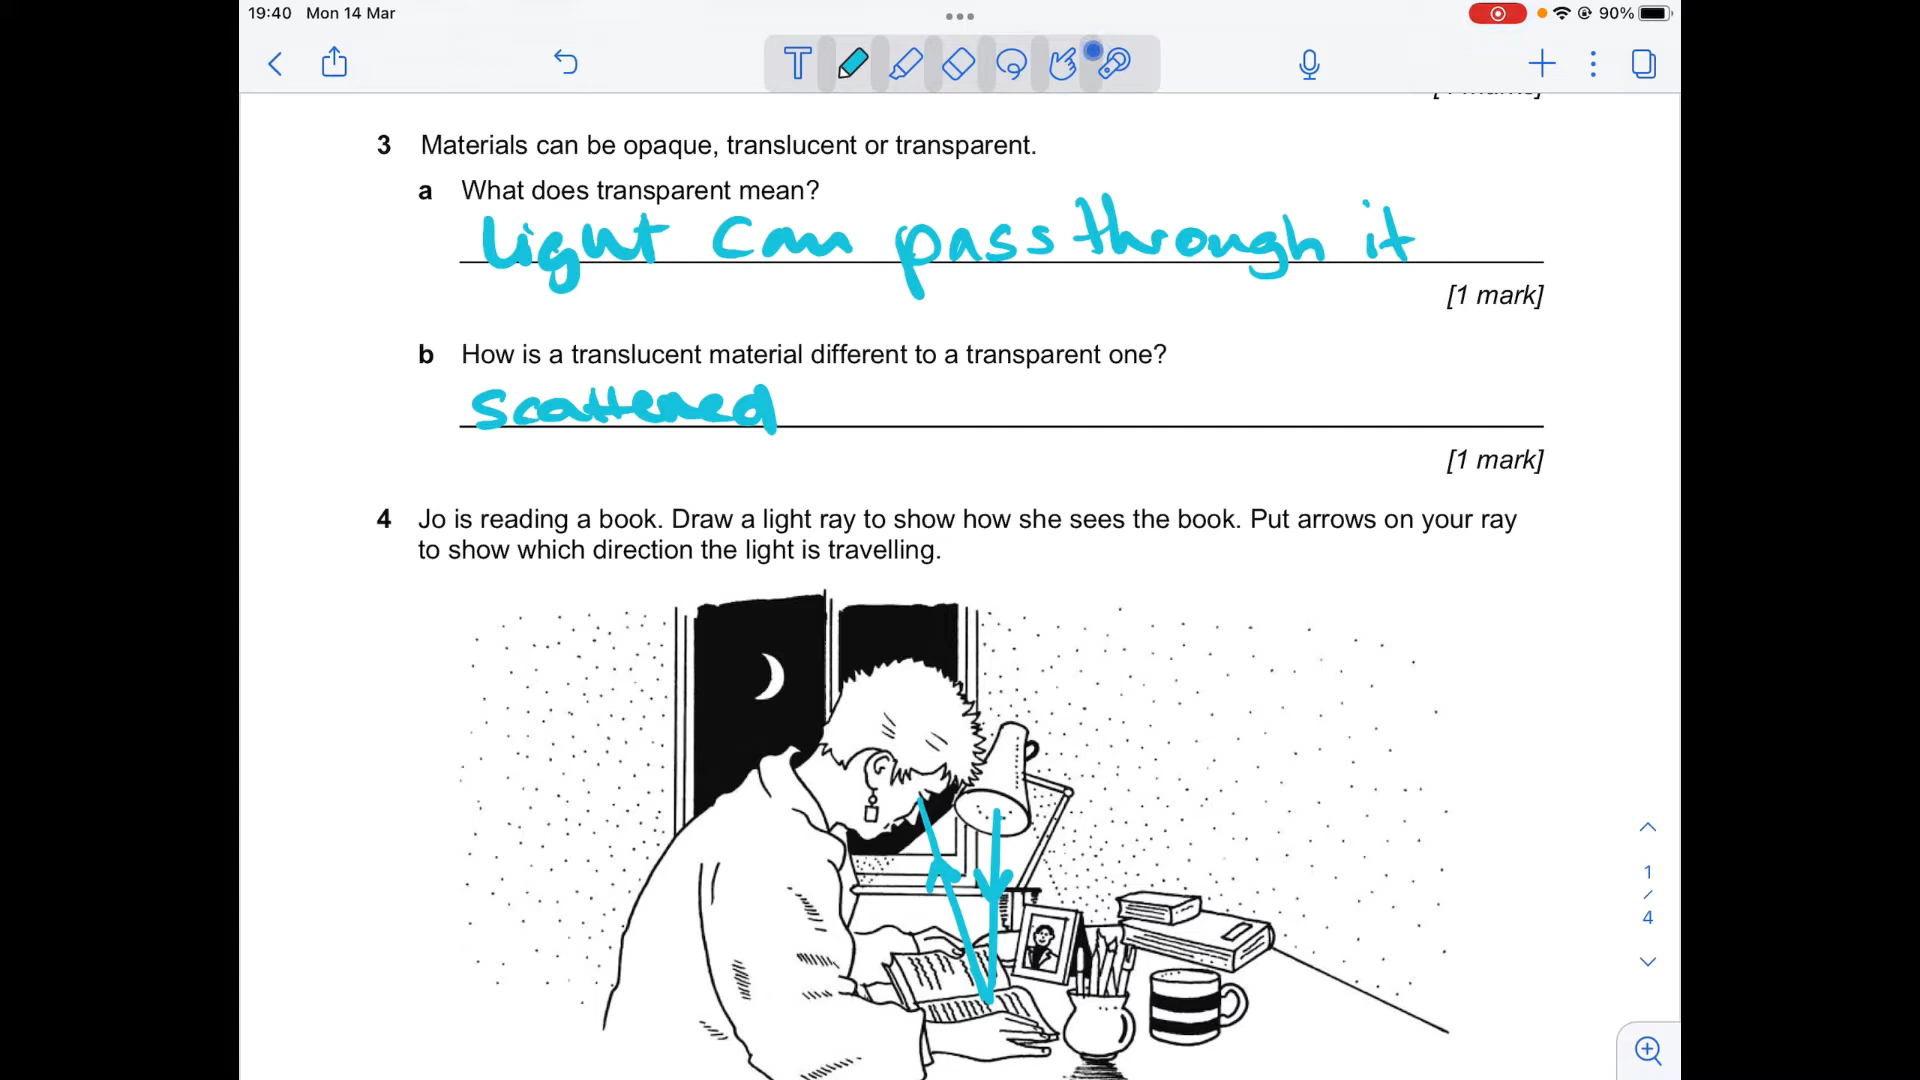 19:40 Mon 14 Mar
90%
3 Materials can be opaque, translucent or transparent.
a What does transparent mean?
light can pass through it
[1 mark]
b How is a translucent material different to a transparent one?
scattered
[1 mark]
4 Jo is reading a book. Draw a light ray to show how she sees the book. Put arrows on your ray
to show which direction the light is travelling.
1
/
4